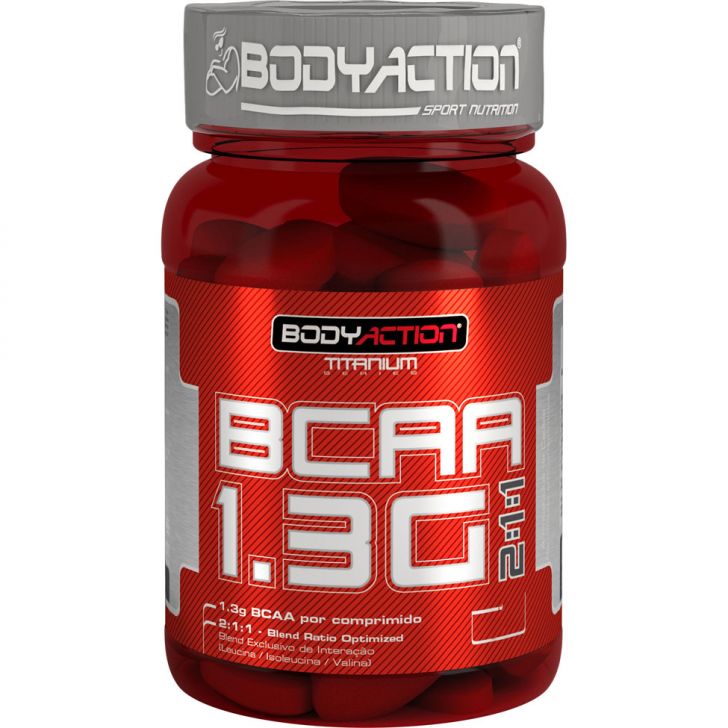 BODYACTION®
SPORT NUTRITION
BODYACTION®
TITANIUM
SERIES
BCAA
1.3G
2:1:1
1.3g BCAA por comprimido
2:1:1 - Blend Ratio Optimized
Blend Exclusivo de Interação
(Leucina / Isoleucina / Valina)